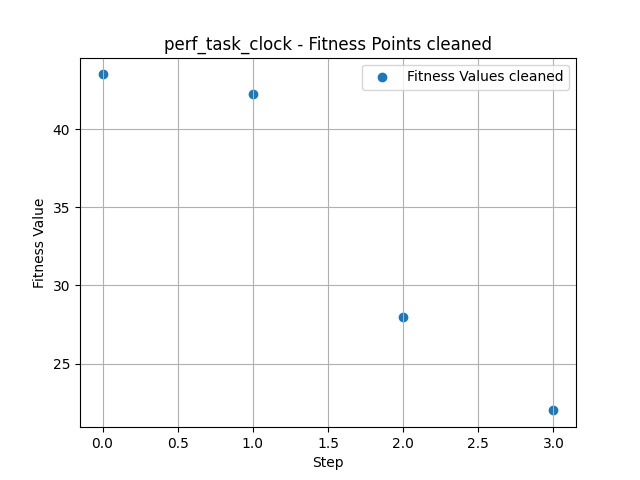 perf_task_clock - Fitness Points cleaned
Fitness Values cleaned
Fitness Value
40
35
30
25
0.0 0.5 1.0 1.5 2.0 2.5 3.0
Step